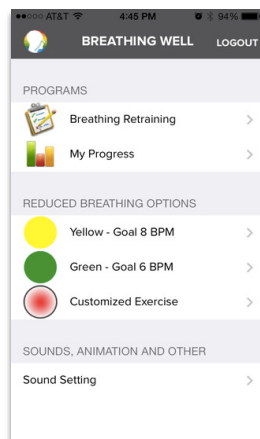 AT&T 4:45 PM 94%
BREATHING WELL LOGOUT
PROGRAMS
Breathing Retraining
My Progress
REDUCED BREATHING OPTIONS
Yellow - Goal 8 BPM
Green - Goal 6 BPM
Customized Exercise
SOUNDS, ANIMATION AND OTHER
Sound Setting